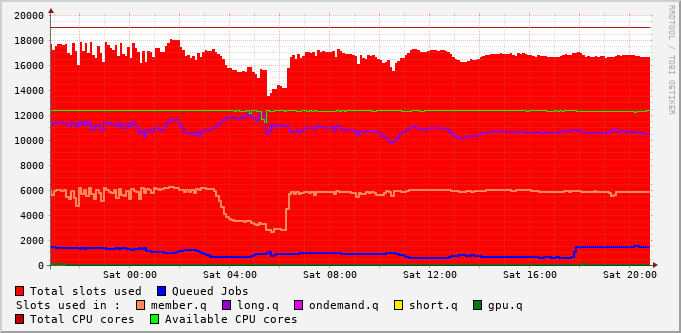 20000
18000
16000
14000
12000
10000
8000
6000
4000
2000
0
Sat 00:00 Sat 04:00 Sat 08:00 Sat 12:00 Sat 16:00 Sat 20:00
Total slots used Queued Jobs
Slots used in : member.q long.q ondemand.q short.q gpu.q
Total CPU cores Available CPU cores
RRDTOOL / TOBI OETIKER